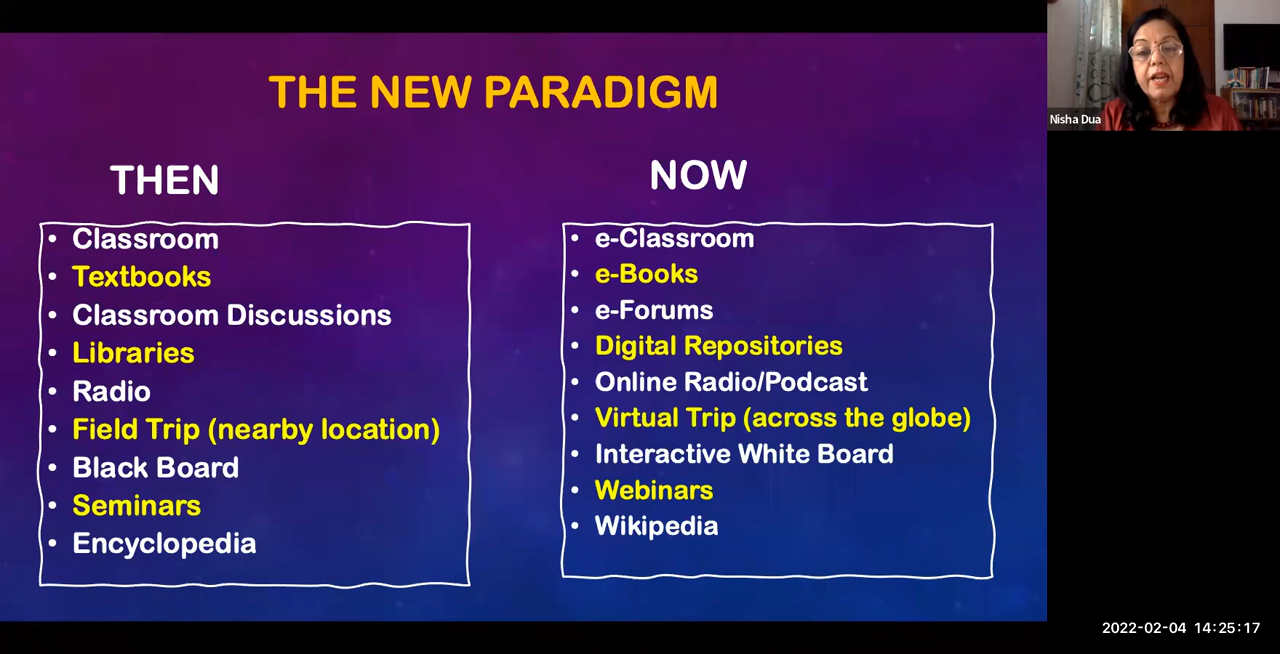 THE NEW PARADIGM
THEN
• Classroom
• Textbooks
• Classroom Discussions
• Libraries
• Radio
• Field Trip (nearby location)
• Black Board
• Seminars
• Encyclopedia
NOW
• e-Classroom
• e-Books
• e-Forums
• Digital Repositories
• Online Radio/Podcast
• Virtual Trip (across the globe)
• Interactive White Board
• Webinars
• Wikipedia
Nisha Dua
2022-02-04 14:25:17